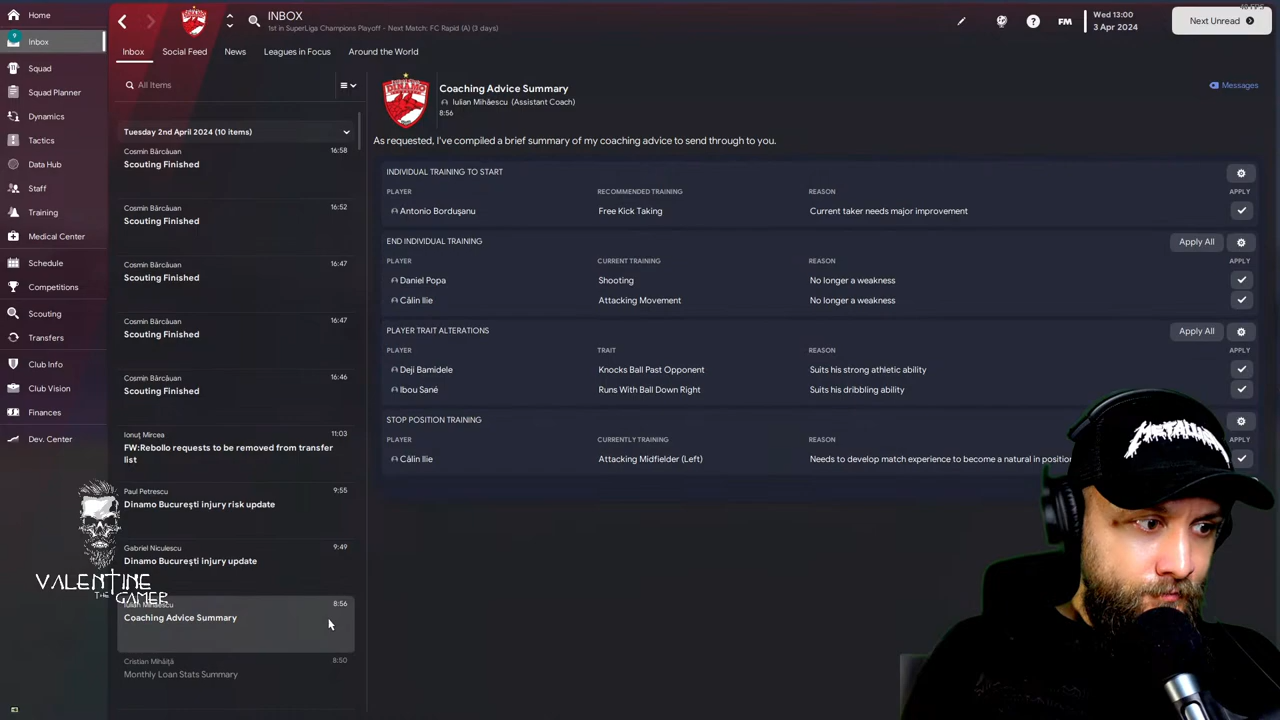 Home
INBOX
1st in SuperLiga Champions Playoff - Next Match: FC Rapid (A) (3 days)
FM
Wed 13:00
3 Apr 2024
Next Unread
9
Inbox
Squad
Squad Planner
Dynamics
Tactics
Data Hub
Staff
Training
Medical Center
Schedule
Competitions
Scouting
Transfers
Club Info
Club Vision
Finances
Dev. Center
Inbox
Social Feed
News
Leagues in Focus
Around the World
All Items
Tuesday 2nd April 2024 (10 items)
Cosmin Bărcăuan 16:58
Scouting Finished
Cosmin Bărcăuan 16:52
Scouting Finished
Cosmin Bărcăuan 16:47
Scouting Finished
Cosmin Bărcăuan 16:47
Scouting Finished
Cosmin Bărcăuan 16:46
Scouting Finished
Ionuț Mircea 11:03
FW:Rebollo requests to be removed from transfer
list
Paul Petrescu 9:55
Dinamo București injury risk update
Gabriel Niculescu 9:49
Dinamo București injury update
Iulian Mihăescu 8:56
Coaching Advice Summary
Cristian Mihăiță 8:50
Monthly Loan Stats Summary
VALENTINE
THE GAMER
DINAMO
Coaching Advice Summary
Iulian Mihăescu (Assistant Coach)
8:56
Messages
As requested, I've compiled a brief summary of my coaching advice to send through to you.
INDIVIDUAL TRAINING TO START
PLAYER RECOMMENDED TRAINING REASON APPLY
Antonio Bordușanu Free Kick Taking Current taker needs major improvement
END INDIVIDUAL TRAINING Apply All
PLAYER CURRENT TRAINING REASON APPLY
Daniel Popa Shooting No longer a weakness
Călin Ilie Attacking Movement No longer a weakness
PLAYER TRAIT ALTERATIONS Apply All
PLAYER TRAIT REASON APPLY
Deji Bamidele Knocks Ball Past Opponent Suits his strong athletic ability
Ibou Sané Runs With Ball Down Right Suits his dribbling ability
STOP POSITION TRAINING
PLAYER CURRENTLY TRAINING REASON APPLY
Călin Ilie Attacking Midfielder (Left) Needs to develop match experience to become a natural in position
METALLICA